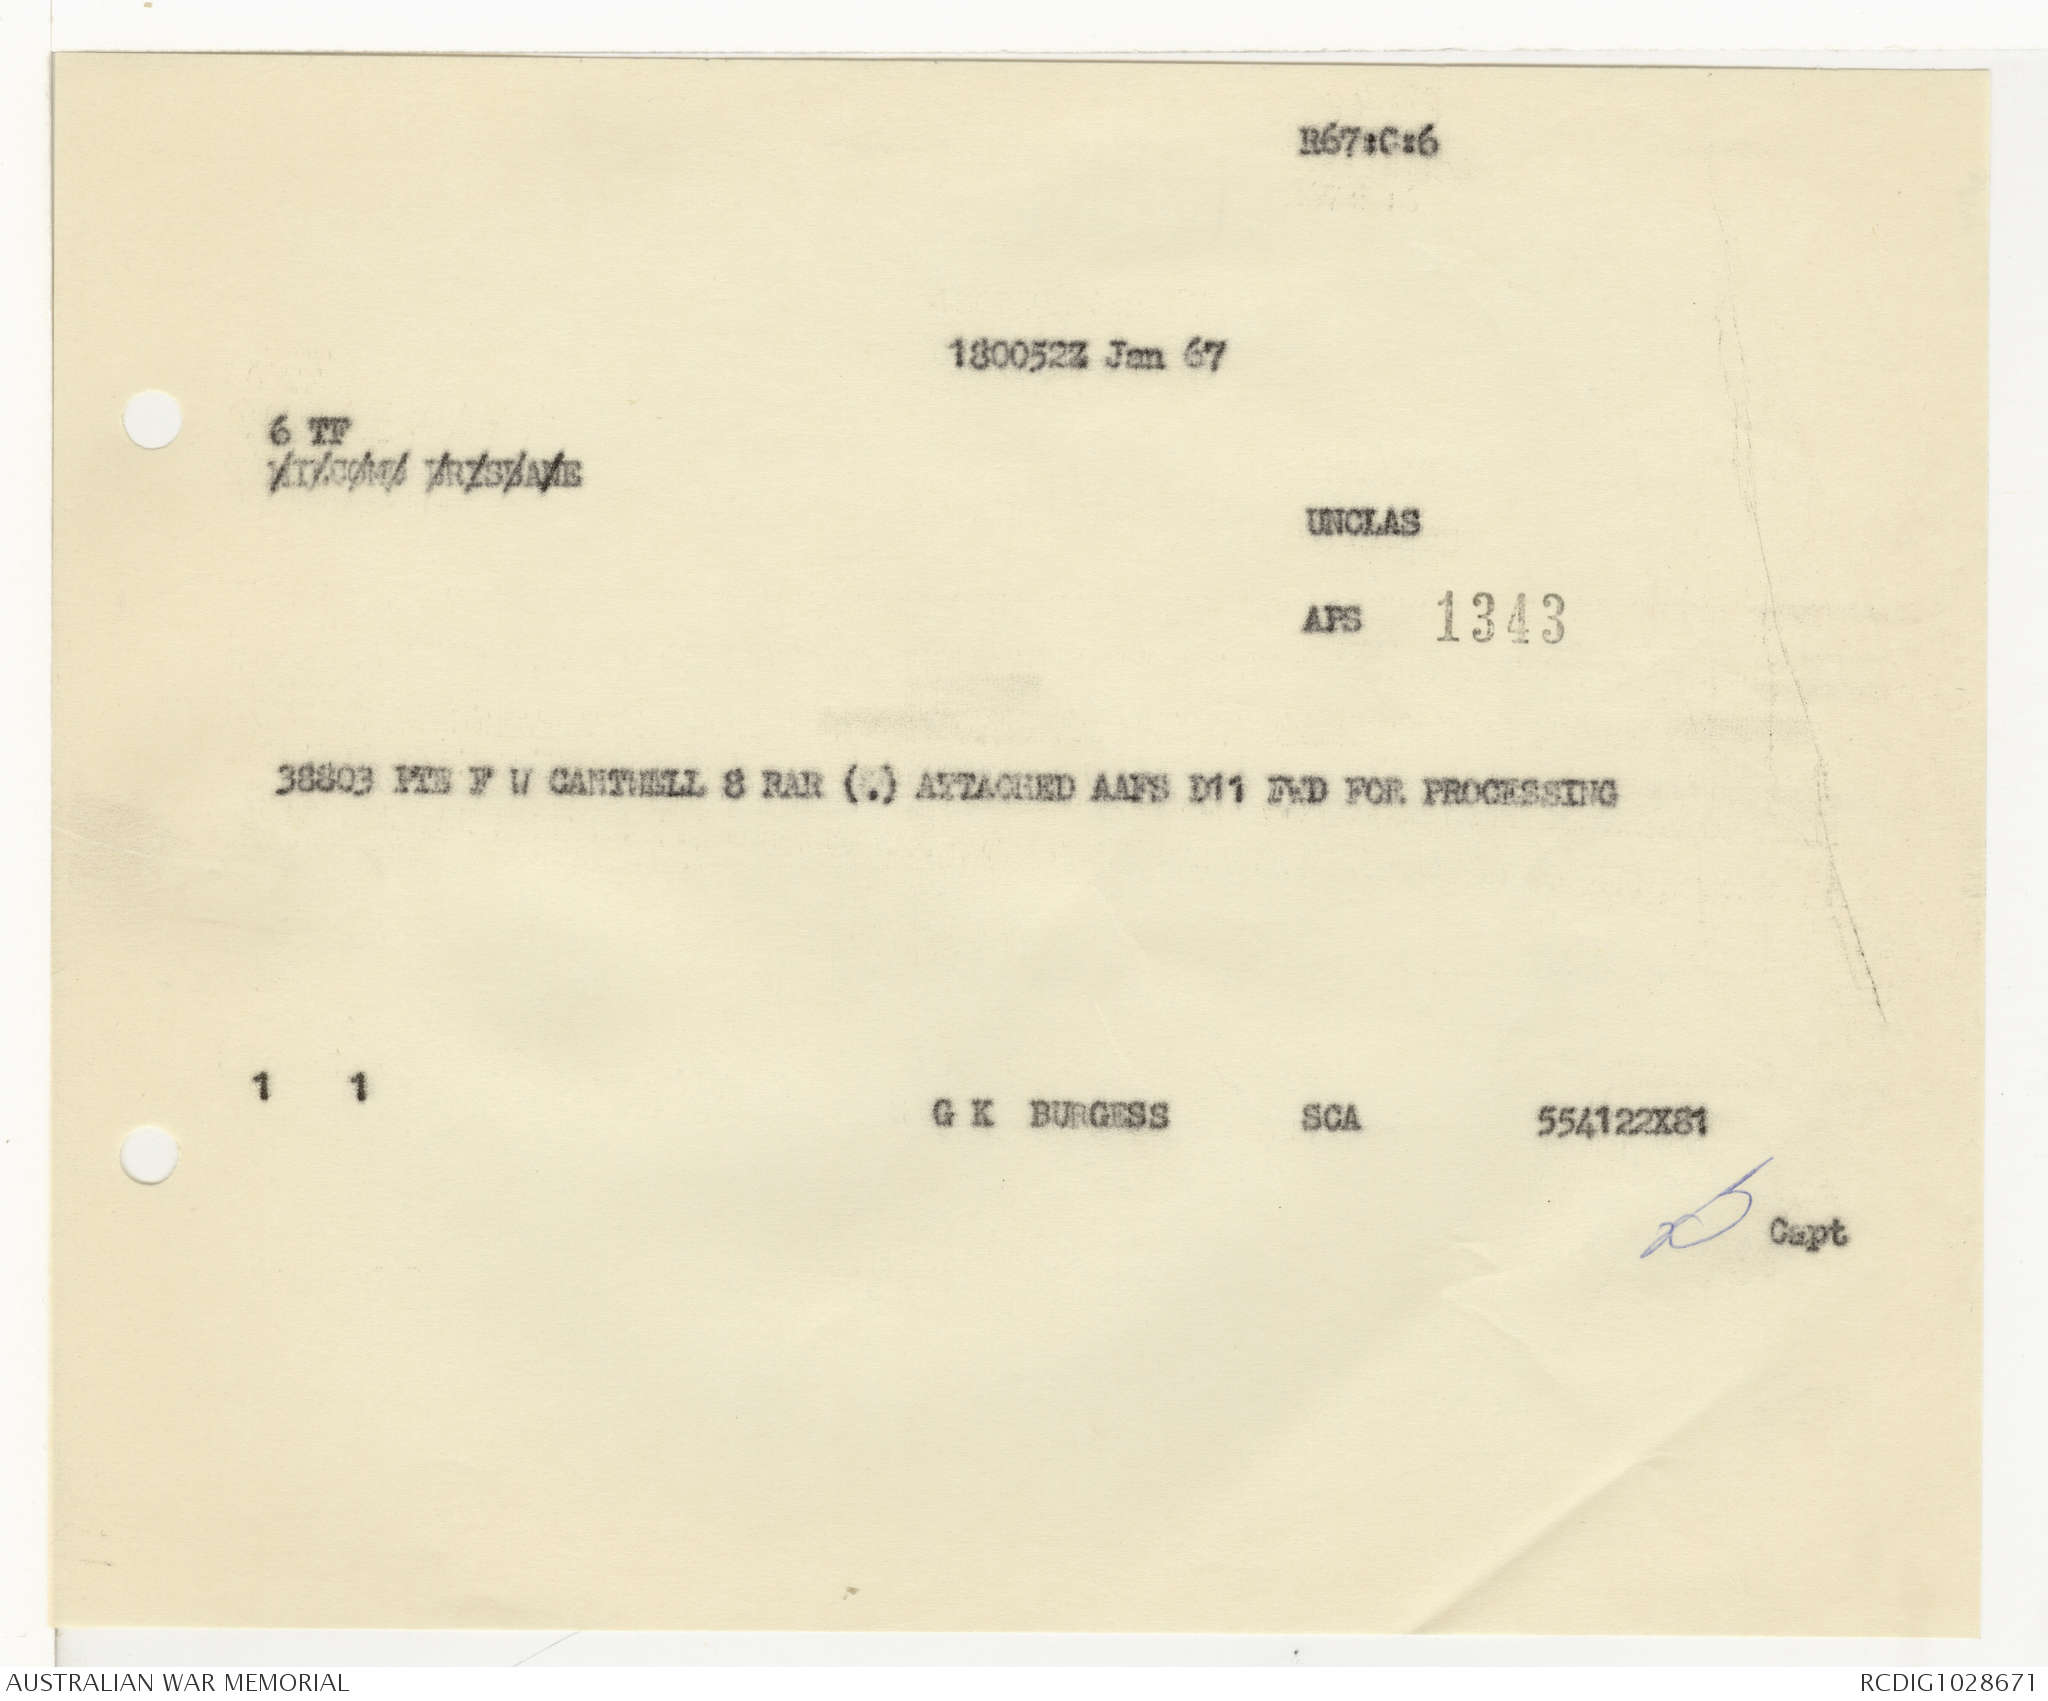 R67:C:6
180052Z Jan 67
6 TF
UNCLAS
APS 1343
38803 PTE F W CANTWELL 8 RAR (.) ATTACHED AAFS D11 FWD FOR PROCESSING
1 1
G K BURGESS SCA 554122X81
Capt
AUSTRALIAN WAR MEMORIAL
RCDIG1028671